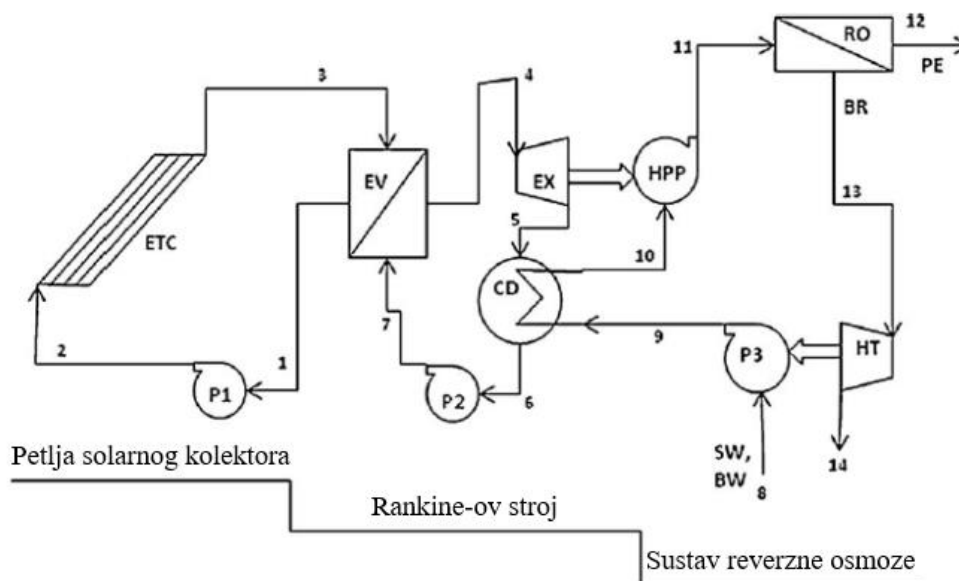 12
11
RO
PE
3
4
BR
EV
EX
HPP
13
ETC
5
10
CD
7
9
P3
HT
2
1
P1
P2
6
SW,
BW
8
14
Petlja solarnog kolektora
Rankine-ov stroj
Sustav reverzne osmoze